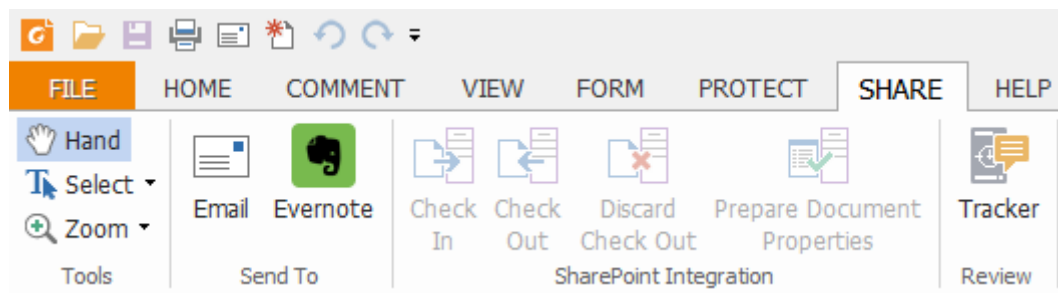 FILE HOME COMMENT VIEW FORM PROTECT SHARE HELP
Hand
Select
Zoom
Tools
Email Evernote
Send To
Check In
Check Out
Discard Check Out
Prepare Document Properties
SharePoint Integration
Tracker
Review